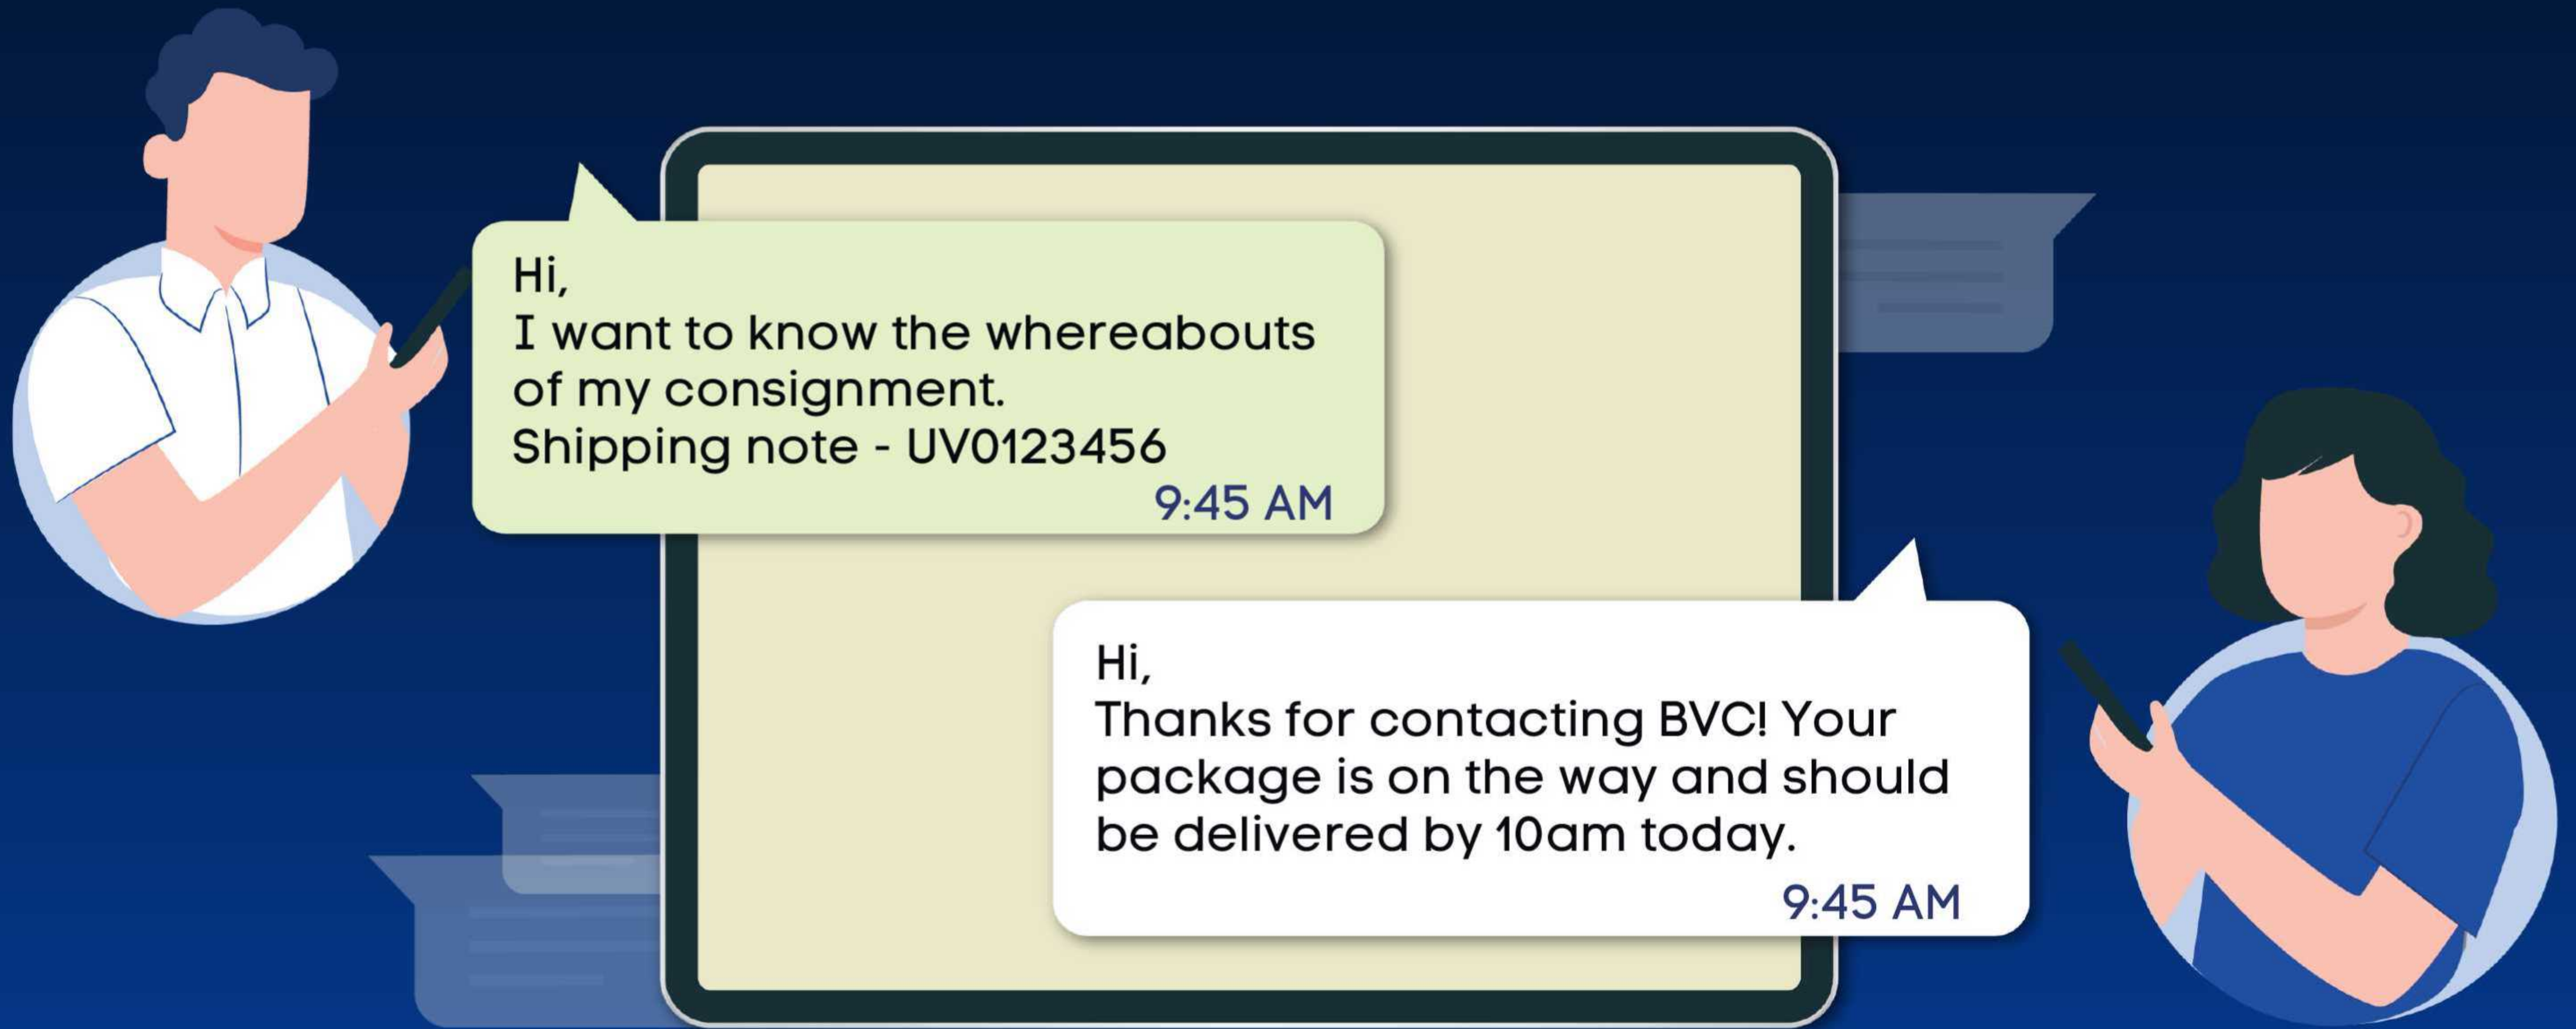 Hi,
I want to know the whereabouts
of my consignment.
Shipping note - UV0123456
9:45 AM
Hi,
Thanks for contacting BVC! Your
package is on the way and should
be delivered by 10am today.
9:45 AM